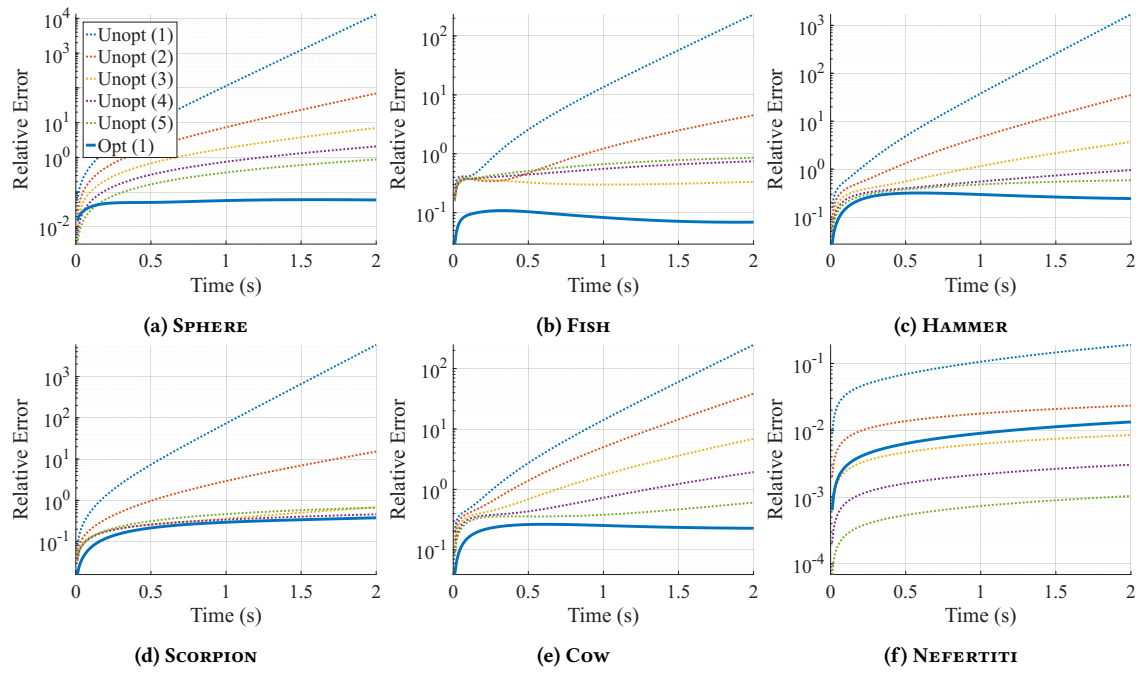 10^4
10^2
10^0
10^-2
Relative Error
Unopt (1)
Unopt (2)
Unopt (3)
Unopt (4)
Unopt (5)
Opt (1)
0 0.5 1 1.5 2
Time (s)
(a) Sphere
10^2
10^1
10^0
10^-1
Relative Error
0 0.5 1 1.5 2
Time (s)
(b) Fish
10^3
10^2
10^1
10^0
10^-1
Relative Error
0 0.5 1 1.5 2
Time (s)
(c) Hammer
10^3
10^2
10^1
10^0
10^-1
Relative Error
0 0.5 1 1.5 2
Time (s)
(d) Scorpion
10^2
10^1
10^0
10^-1
Relative Error
0 0.5 1 1.5 2
Time (s)
(e) Cow
10^-1
10^-2
10^-3
10^-4
Relative Error
0 0.5 1 1.5 2
Time (s)
(f) Nefertiti